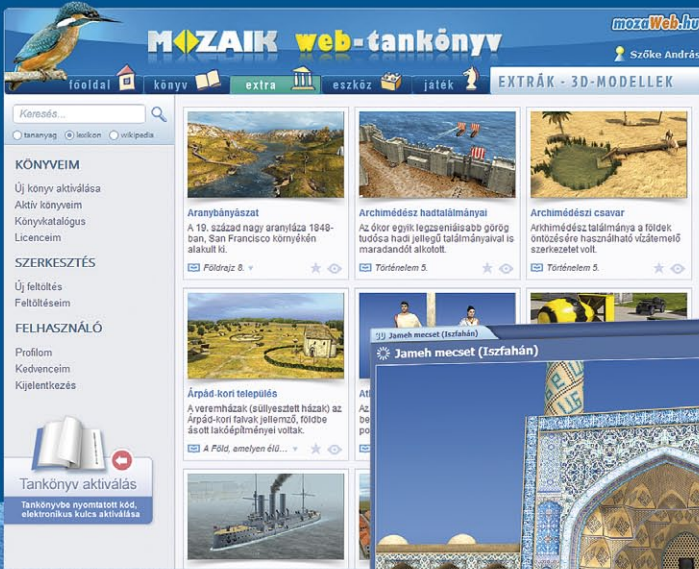 MOZAIK web-tankönyv
mozaWeb.hu
Szőke András
főoldal
könyv
extra
eszköz
játék
EXTRÁK - 3D-MODELLEK
Keresés...
tananyag lexikon wikipedia
KÖNYVEIM
Új könyv aktiválása
Aktív könyveim
Könyvkatalógus
Licenceim
SZERKESZTÉS
Új feltöltés
Feltöltéseim
FELHASZNÁLÓ
Profilom
Kedvenceim
Kijelentkezés
Tankönyv aktiválás
Tankönyvbe nyomtatott kód,
elektronikus kulcs aktiválása
Aranybányászat
A 19. század nagy aranyláza 1848-
ban, San Francisco környékén
alakult ki.
Földrajz 8.
Archimédész hadtalálmányai
Az ókor egyik legzseniálisabb görög
tudósa hadi jellegű találmányaival is
maradandót alkotott.
Történelem 5.
Archimédészi csavar
Arkhimédész találmánya a földek
öntözésére használható vízátemelő
szerkezetet volt.
Történelem 5.
Árpád-kori település
A veremházak (süllyesztett házak) az
Árpád-kori falvak jellemző, földbe
ásott lakóépítményei voltak.
A Föld, amelyen élü...
Az
be
po
Jameh mecset (Iszfahán)
Jameh mecset (Iszfahán)